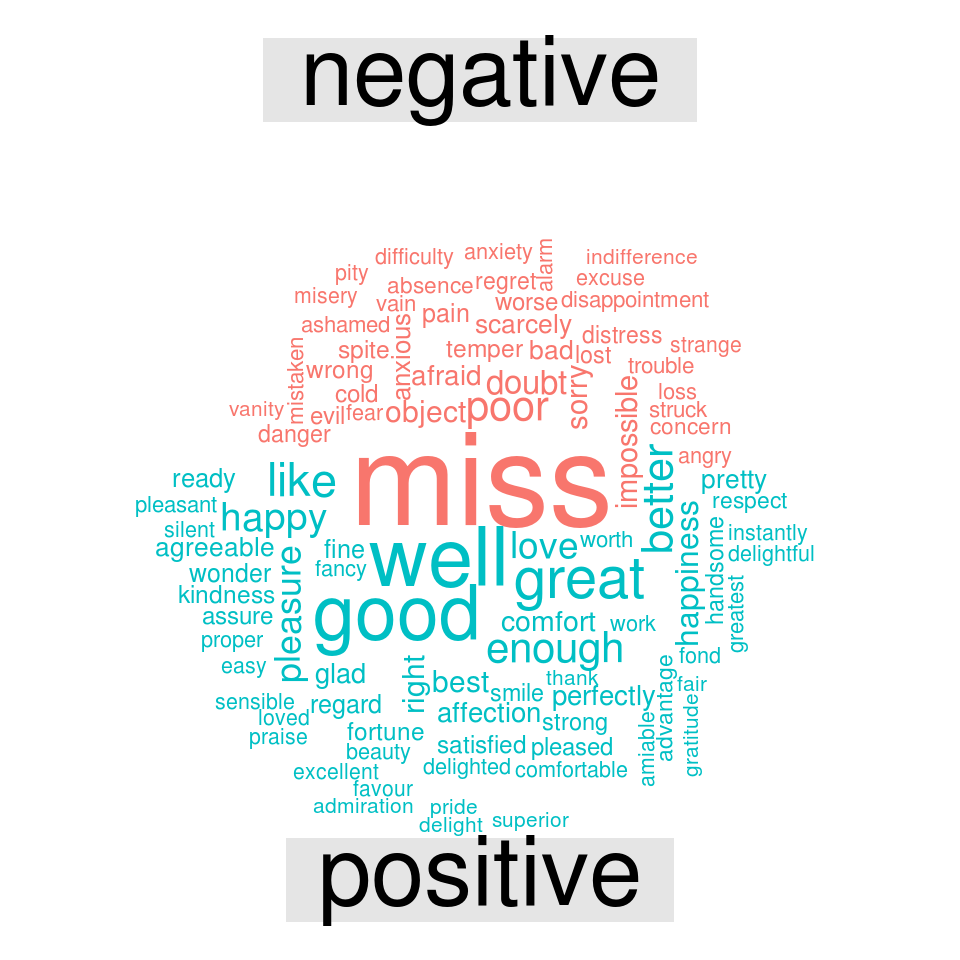 negative
difficulty
anxiety
alarm
indifference
pity
absence
regret
excuse
misery
vain
pain
worse
disappointment
ashamed
anxious
scarcely
distress
mistaken
spite
temper
bad
lost
strange
wrong
afraid
doubt
sorry
trouble
cold
impossible
loss
vanity
evil
fear
object
poor
struck
danger
concern
miss
angry
ready
like
better
pretty
pleasant
happy
respect
silent
well
happiness
handsome
instantly
agreeable
pleasure
fine
love
worth
delightful
wonder
fancy
great
greatest
kindness
good
assure
comfort
work
proper
enough
easy
glad
right
best
thank
fond
sensible
regard
smile
perfectly
advantage
fair
loved
affection
strong
gratitude
praise
fortune
amiable
beauty
satisfied
pleased
excellent
delighted
comfortable
favour
admiration
pride
delight
superior
positive